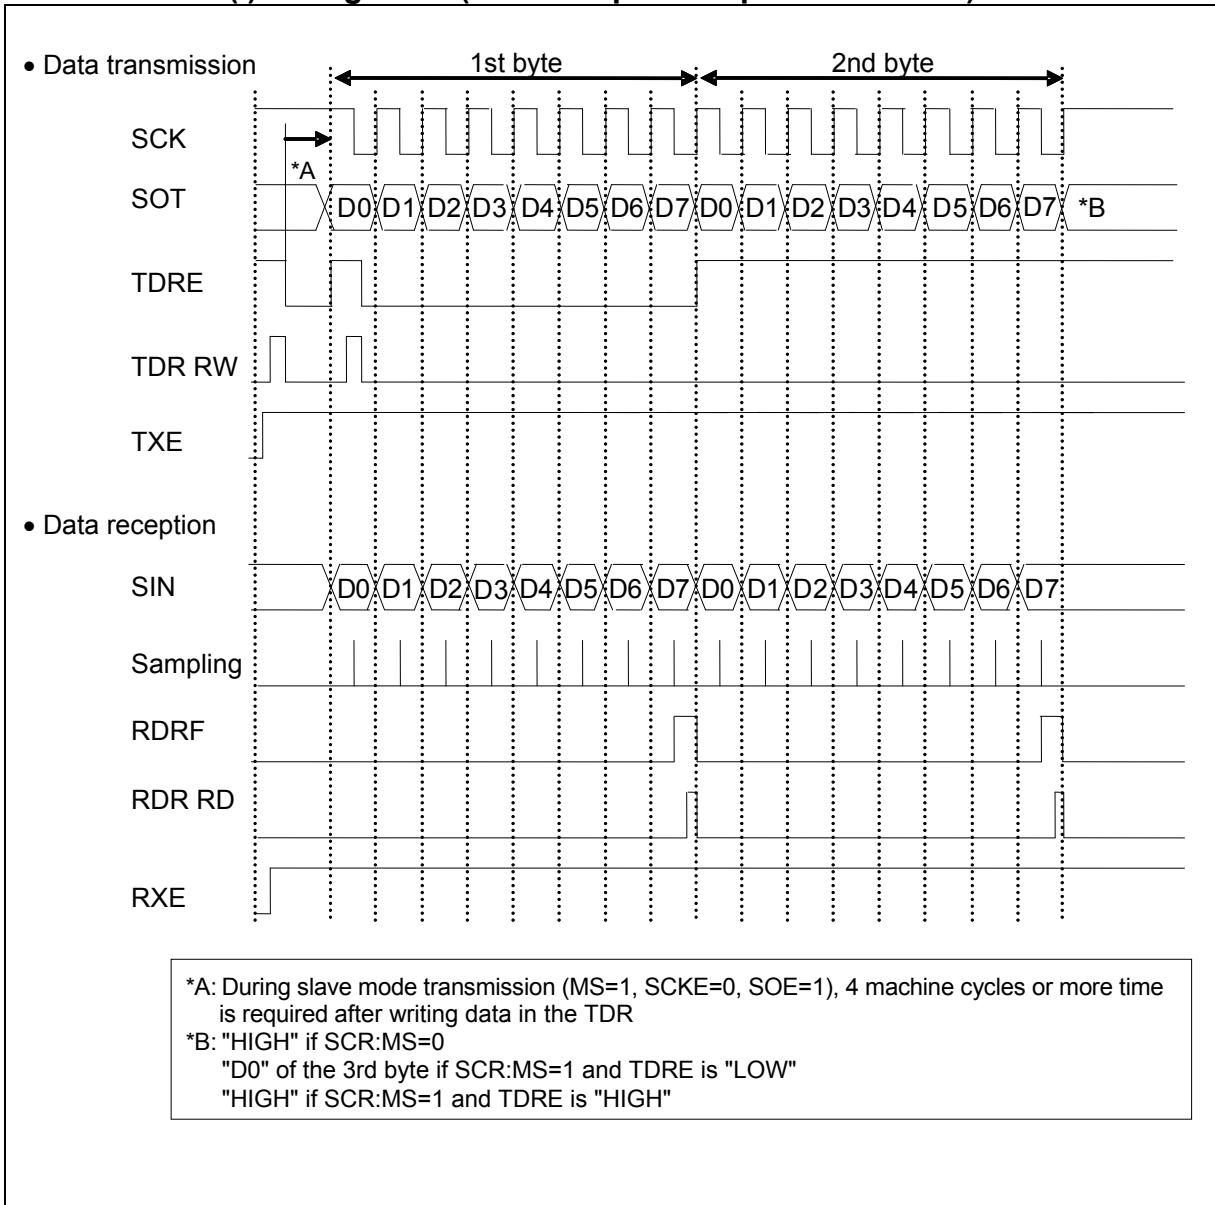 • Data transmission
1st byte
2nd byte
SCK
*A
SOT
D0 D1 D2 D3 D4 D5 D6 D7 D0 D1 D2 D3 D4 D5 D6 D7 *B
TDRE
TDR RW
TXE
• Data reception
SIN
D0 D1 D2 D3 D4 D5 D6 D7 D0 D1 D2 D3 D4 D5 D6 D7
Sampling
RDRF
RDR RD
RXE
*A: During slave mode transmission (MS=1, SCKE=0, SOE=1), 4 machine cycles or more time
is required after writing data in the TDR
*B: "HIGH" if SCR:MS=0
"D0" of the 3rd byte if SCR:MS=1 and TDRE is "LOW"
"HIGH" if SCR:MS=1 and TDRE is "HIGH"